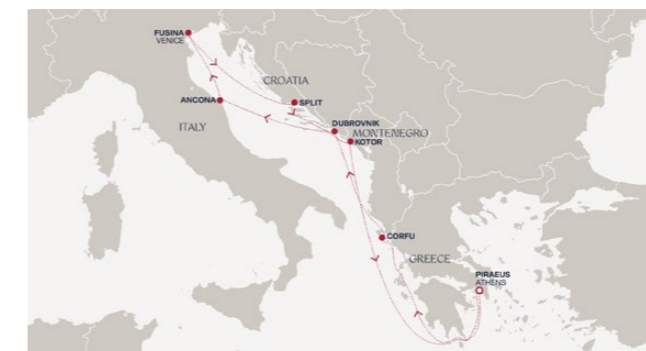 FUSINA
VENICE
CROATIA
ANCONA
SPLIT
ITALY
DUBROVNIK
MONTENEGRO
KOTOR
CORFU
GREECE
PIRAEUS
ATHENS